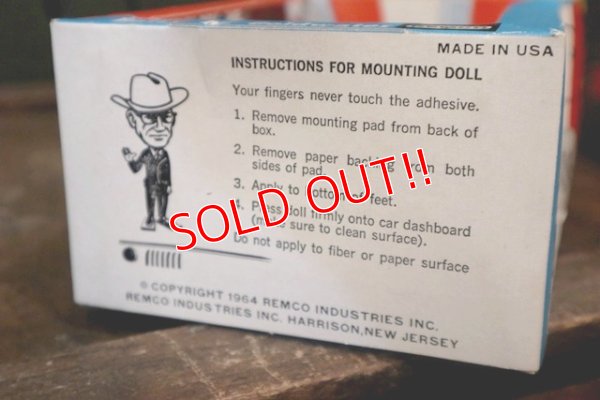 MADE IN USA
INSTRUCTIONS FOR MOUNTING DOLL
Your fingers never touch the adhesive.
1. Remove mounting pad from back of
box.
2. Remove paper backing from both
sides of pad.
3. Apply to bottom of feet.
4. Press doll firmly onto car dashboard
(make sure to clean surface).
Do not apply to fiber or paper surface
© COPYRIGHT 1964 REMCO INDUSTRIES INC.
REMCO INDUSTRIES INC. HARRISON, NEW JERSEY
SOLD OUT!!